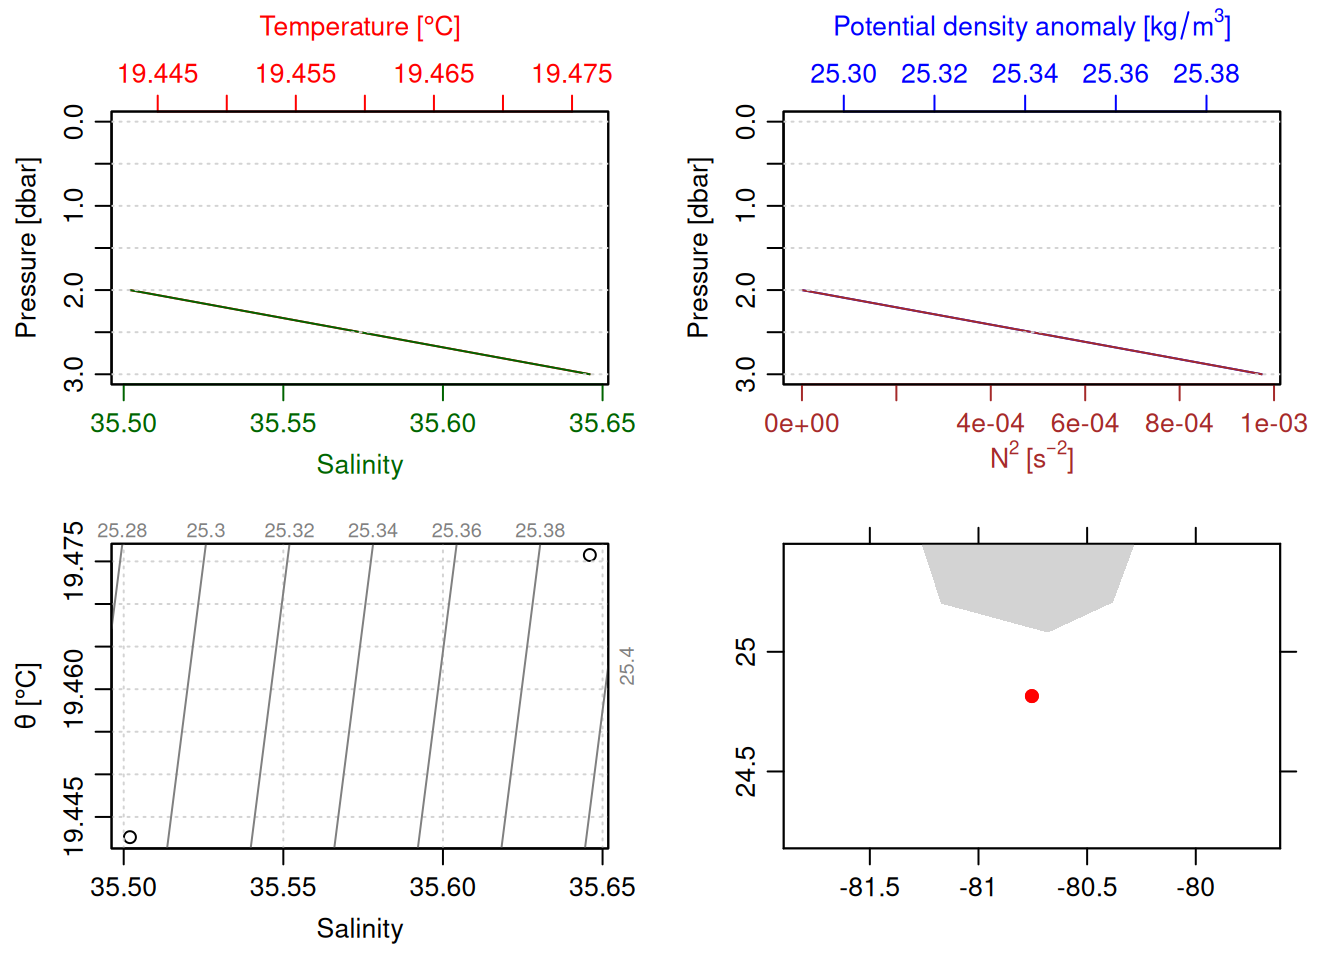 Temperature [°C]
19.445 19.455 19.465 19.475
Pressure [dbar]
0.0 1.0 2.0 3.0
35.50 35.55 35.60 35.65
Salinity
Potential density anomaly [kg/m³]
25.30 25.32 25.34 25.36 25.38
Pressure [dbar]
0.0 1.0 2.0 3.0
0e+00 4e-04 6e-04 8e-04 1e-03
N² [s⁻²]
25.28 25.3 25.32 25.34 25.36 25.38
25.4
θ [°C]
19.445 19.460 19.475
35.50 35.55 35.60 35.65
Salinity
25
24.5
-81.5 -81 -80.5 -80